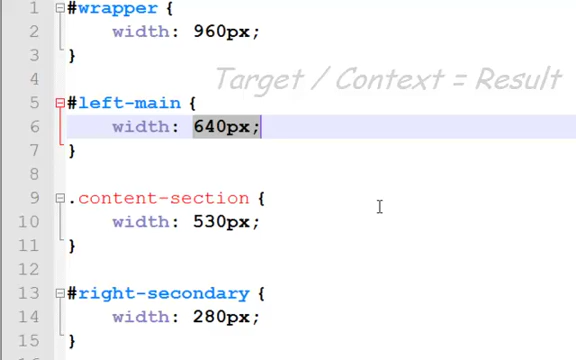 1 #wrapper {
2 width: 960px;
3 }
4 Target / Context = Result
5 #left-main {
6 width: 640px;
7 }
8
9 .content-section {
10 width: 530px;
11 }
12
13 #right-secondary {
14 width: 280px;
15 }